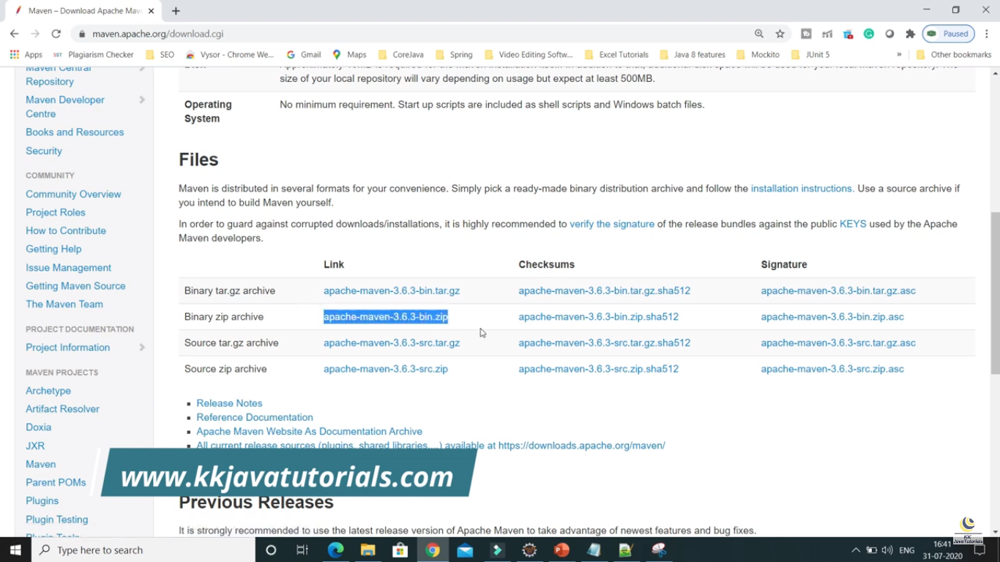 Maven – Download Apache Mav
maven.apache.org/download.cgi
Paused
Apps
SST
Plagiarism Checker
SEO
Vysor - Chrome We...
Gmail
Maps
CoreJava
Spring
Video Editing Softw...
Excel Tutorials
Java 8 features
Mockito
JUnit 5
»
Other bookmarks
Maven Central
Repository
Maven Developer
Centre
Books and Resources
Security
COMMUNITY
Community Overview
Project Roles
How to Contribute
Getting Help
Issue Management
Getting Maven Source
The Maven Team
PROJECT DOCUMENTATION
Project Information
MAVEN PROJECTS
Archetype
Artifact Resolver
Doxia
JXR
Maven
Parent POMs
Plugins
Plugin Testing
size of your local repository will vary depending on usage but expect at least 500MB.
Operating System
No minimum requirement. Start up scripts are included as shell scripts and Windows batch files.
Files
Maven is distributed in several formats for your convenience. Simply pick a ready-made binary distribution archive and follow the installation instructions. Use a source archive if
you intend to build Maven yourself.
In order to guard against corrupted downloads/installations, it is highly recommended to verify the signature of the release bundles against the public KEYS used by the Apache
Maven developers.
Link Checksums Signature
Binary tar.gz archive apache-maven-3.6.3-bin.tar.gz apache-maven-3.6.3-bin.tar.gz.sha512 apache-maven-3.6.3-bin.tar.gz.asc
Binary zip archive apache-maven-3.6.3-bin.zip apache-maven-3.6.3-bin.zip.sha512 apache-maven-3.6.3-bin.zip.asc
Source tar.gz archive apache-maven-3.6.3-src.tar.gz apache-maven-3.6.3-src.tar.gz.sha512 apache-maven-3.6.3-src.tar.gz.asc
Source zip archive apache-maven-3.6.3-src.zip apache-maven-3.6.3-src.zip.sha512 apache-maven-3.6.3-src.zip.asc
Release Notes
Reference Documentation
Apache Maven Website As Documentation Archive
All current release sources (plugins, shared libraries,...) available at https://downloads.apache.org/maven/
www.kkjavatutorials.com
Previous Releases
It is strongly recommended to use the latest release version of Apache Maven to take advantage of newest features and bug fixes.
KK
JavaTutorials
Type here to search
ENG
16:41
31-07-2020